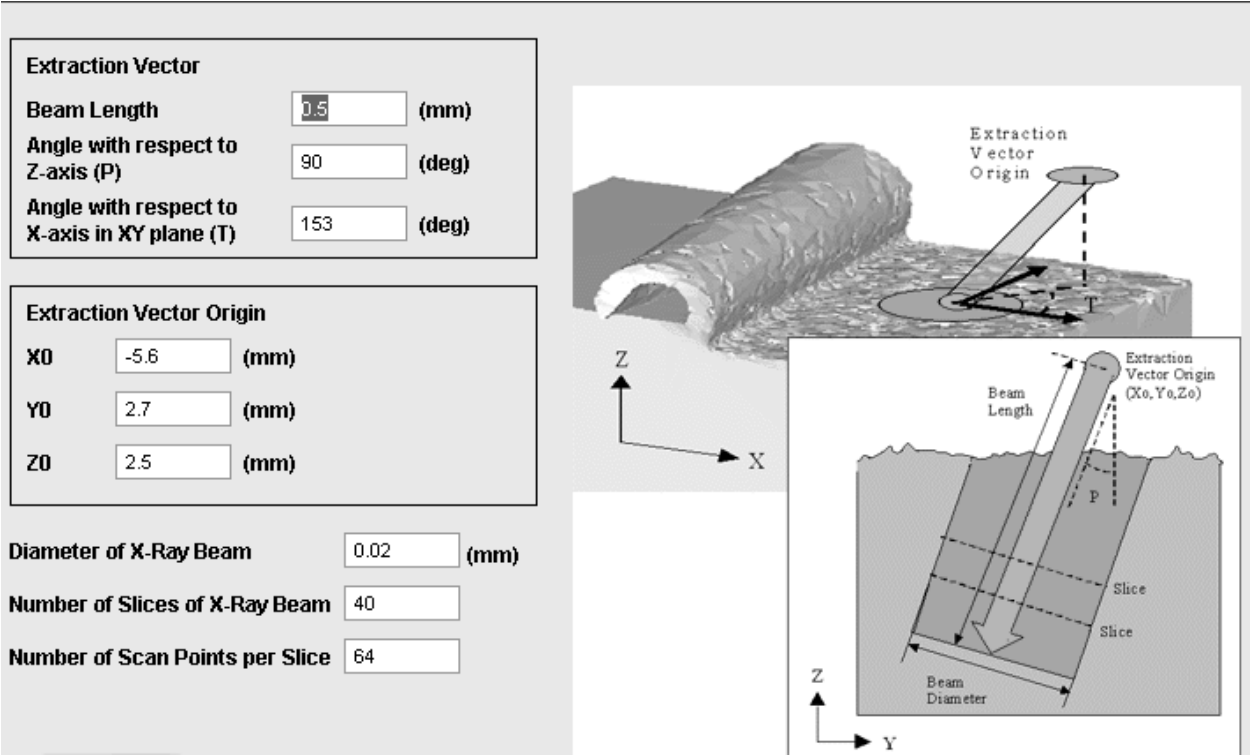 Extraction Vector
Beam Length 0.5 (mm)
Angle with respect to
Z-axis (P) 90 (deg)
Angle with respect to
X-axis in XY plane (T) 153 (deg)
Extraction Vector Origin
X0 -5.6 (mm)
Y0 2.7 (mm)
Z0 2.5 (mm)
Diameter of X-Ray Beam 0.02 (mm)
Number of Slices of X-Ray Beam 40
Number of Scan Points per Slice 64
Extraction
Vector
Origin
T
Z
X
Extraction
Vector Origin
(Xo,Yo,Zo)
Beam
Length
P
Slice
Slice
Beam
Diameter
Z
Y